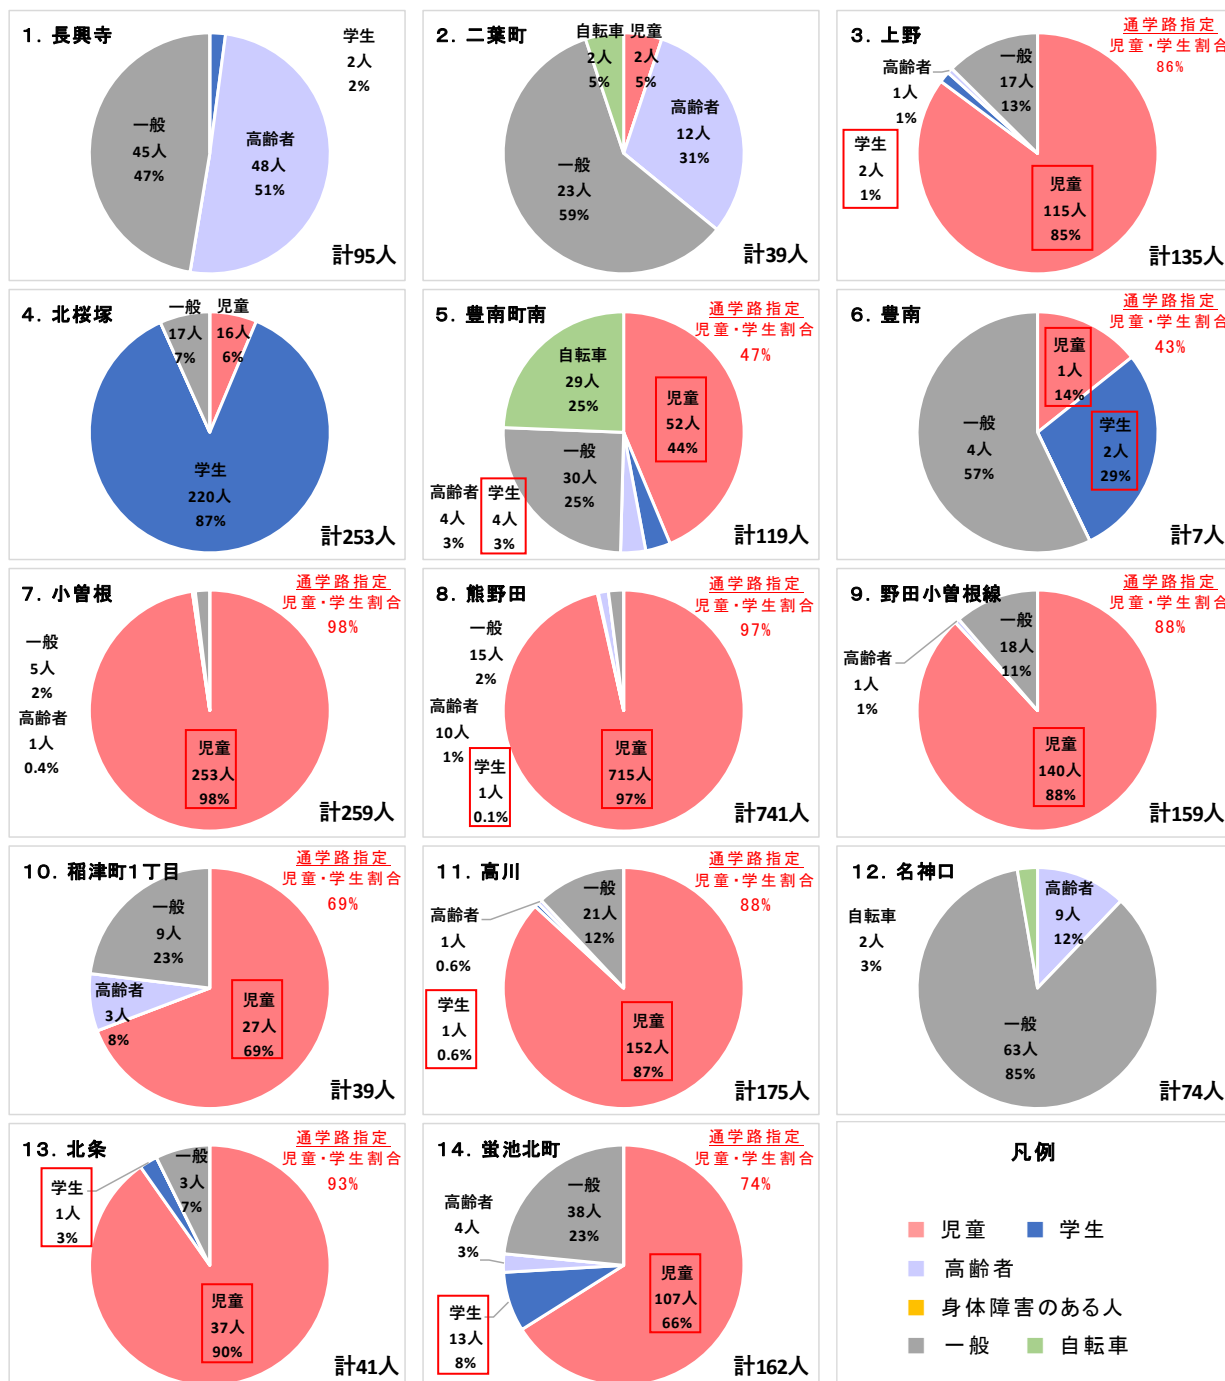 1. 長興寺
学生
2人
2%
一般
45人
47%
高齢者
48人
51%
計95人
2. 二葉町
自転車
2人
5%
児童
2人
5%
高齢者
12人
31%
一般
23人
59%
計39人
3. 上野
通学路指定
児童・学生割合
86%
高齢者
1人
1%
一般
17人
13%
学生
2人
1%
児童
115人
85%
計135人
4. 北桜塚
一般
17人
7%
児童
16人
6%
学生
220人
87%
計253人
5. 豊南町南
通学路指定
児童・学生割合
47%
自転車
29人
25%
児童
52人
44%
一般
30人
25%
高齢者
4人
3%
学生
4人
3%
計119人
6. 豊南
通学路指定
児童・学生割合
43%
児童
1人
14%
学生
2人
29%
一般
4人
57%
計7人
7. 小曽根
通学路指定
児童・学生割合
98%
一般
5人
2%
高齢者
1人
0.4%
児童
253人
98%
計259人
8. 熊野田
通学路指定
児童・学生割合
97%
一般
15人
2%
高齢者
10人
1%
学生
1人
0.1%
児童
715人
97%
計741人
9. 野田小曽根線
通学路指定
児童・学生割合
88%
一般
18人
11%
高齢者
1人
1%
児童
140人
88%
計159人
10. 稲津町1丁目
通学路指定
児童・学生割合
69%
一般
9人
23%
高齢者
3人
8%
児童
27人
69%
計39人
11. 高川
通学路指定
児童・学生割合
88%
一般
21人
12%
高齢者
1人
0.6%
学生
1人
0.6%
児童
152人
87%
計175人
12. 名神口
高齢者
9人
12%
自転車
2人
3%
一般
63人
85%
計74人
13. 北条
通学路指定
児童・学生割合
93%
一般
3人
7%
学生
1人
3%
児童
37人
90%
計41人
14. 蛍池北町
通学路指定
児童・学生割合
74%
一般
38人
23%
高齢者
4人
3%
学生
13人
8%
児童
107人
66%
計162人
凡例
児童 学生
高齢者
身体障害のある人
一般 自転車